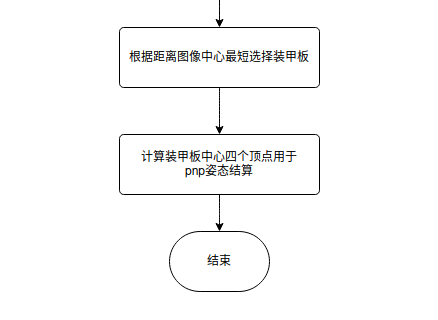 根据距离图像中心最短选择装甲板
计算装甲板中心四个顶点用于
pnp姿态结算
结束